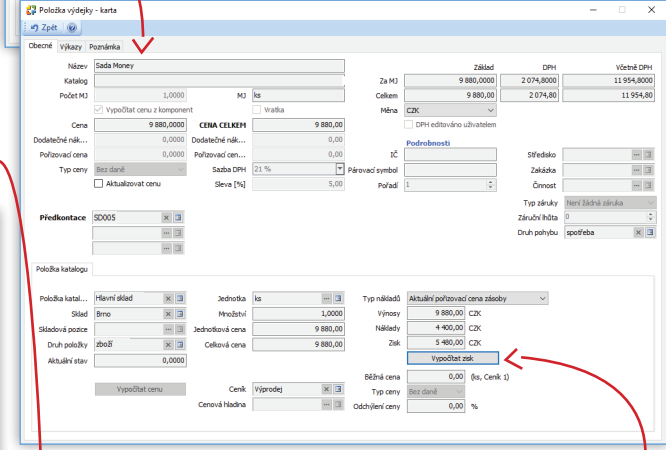 Položka výdejky - karta
Zpět
Obecné Výkazy Poznámka
Název Sada Money Základ DPH Včetně DPH
Katalog Za MJ 9 880,0000 2 074,8000 11 954,8000
Počet MJ 1,0000 MJ ks Celkem 9 880,00 2 074,80 11 954,80
Vypočítat cenu z komponent Vratka Měna CZK
Cena 9 880,0000 CENA CELKEM 9 880,00 DPH editováno uživatelem
Dodatečné nák... 0,0000 Dodatečné nák... 0,00 Podrobnosti
Pořizovací cena 0,0000 Pořizovací cen... 0,00 IČ Středisko
Typ ceny Bez daně Sazba DPH 21 % Párovací symbol Zakázka
Aktualizovat cenu Sleva [%] 5,00 Pořadí 1 Činnost
Typ záruky Není žádná záruka
Předkontace SD005 Záruční lhůta 0
Druh pohybu spotřeba
Položka katalogu
Položka katal... Hlavní sklad Jednotka ks Typ nákladů Aktuální pořizovací cena zásoby
Sklad Brno Množství 1,0000 Výnosy 9 880,00 CZK
Skladová pozice Jednotková cena 9 880,00 Náklady 4 400,00 CZK
Druh položky zboží Celková cena 9 880,00 Zisk 5 480,00 CZK
Aktuální stav 0,0000 Vypočítat zisk
Běžná cena 0,00 (ks, Ceník 1)
Vypočítat cenu Ceník Výprodej Typ ceny Bez daně
Cenová hladina Odchýlení ceny 0,00 %